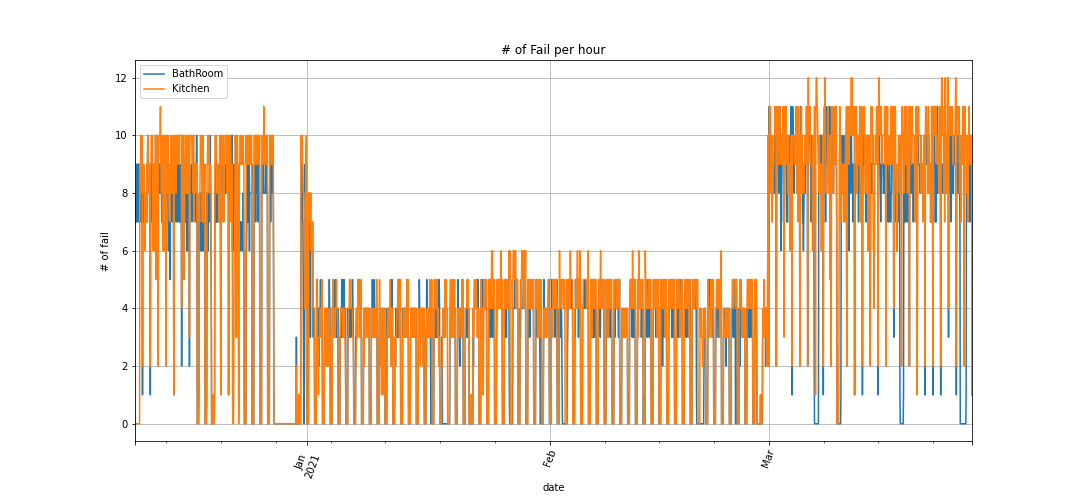 # of Fail per hour
BathRoom
Kitchen
12
10
8
6
4
2
0
# of fail
Jan
2021
Feb
Mar
date